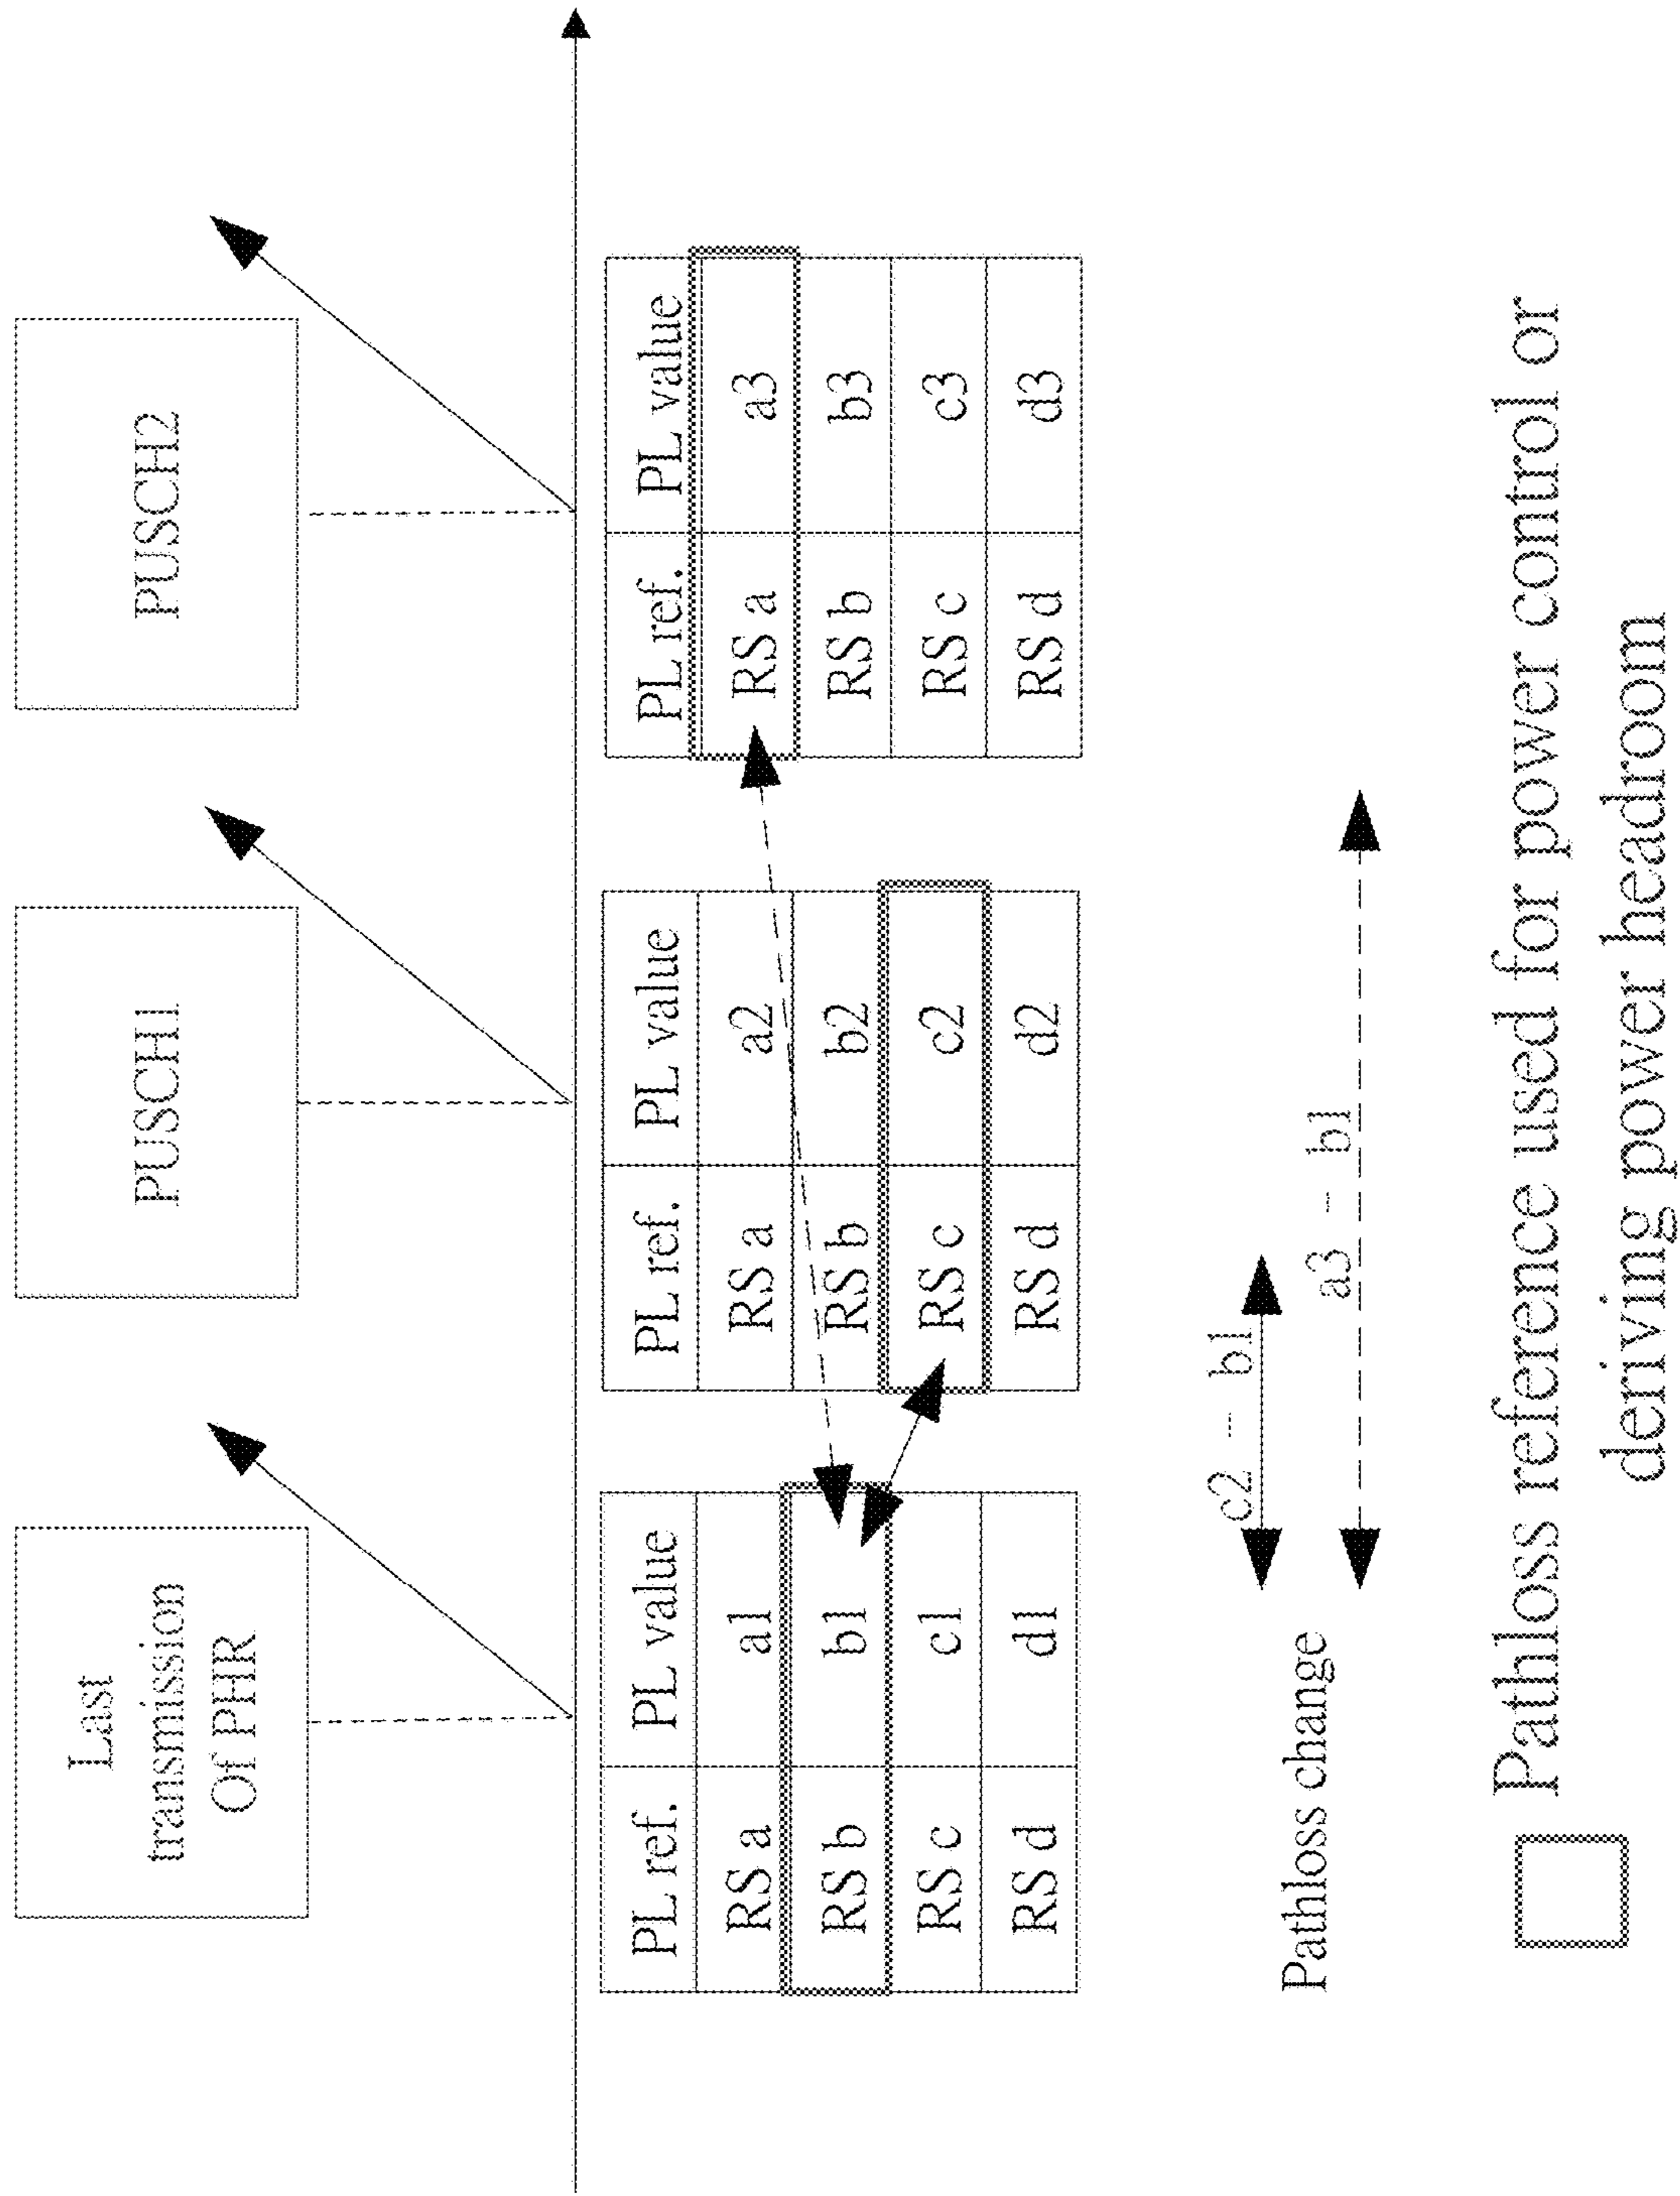 Last
transmission
Of PHR
PUSCH1
PUSCH2
PL ref. PL value
RS a a1
RS b b1
RS c c1
RS d d1
PL ref. PL value
RS a a2
RS b b2
RS c c2
RS d d2
PL ref. PL value
RS a a3
RS b b3
RS c c3
RS d d3
Pathloss change
c2 - b1
a3 - b1
Pathloss reference used for power control or
deriving power headroom